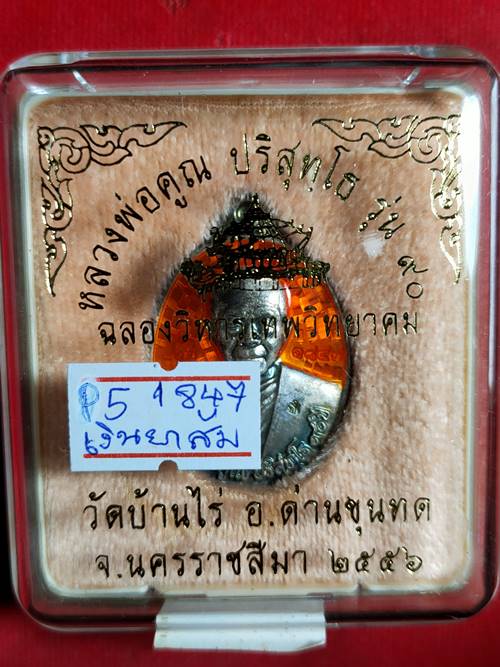 หลวงพ่อคูณ ปริสุทฺโธ รุ่น ๙๐
ฉลองวิหารเทพวิทยาคม
5 1847
เงินยาสม
วัดบ้านไร่ อ.ด่านขุนทด
จ.นครราชสีมา ๒๕๕๖